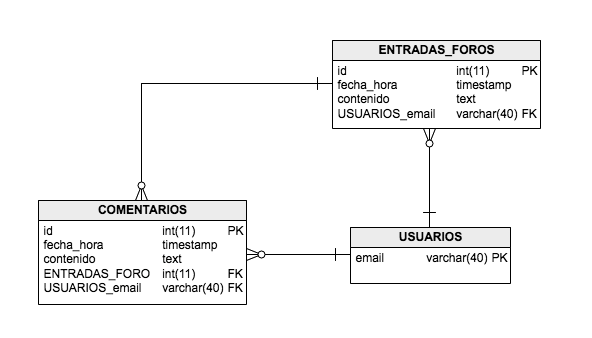 ENTRADAS_FOROS
id int(11) PK
fecha_hora timestamp
contenido text
USUARIOS_email varchar(40) FK
COMENTARIOS
id int(11) PK
fecha_hora timestamp
contenido text
ENTRADAS_FORO int(11) FK
USUARIOS_email varchar(40) FK
USUARIOS
email varchar(40) PK